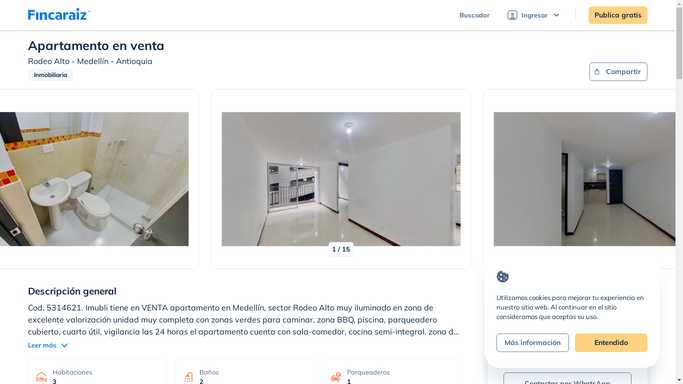 Fincaraiz
Buscador
Ingresar
Publica gratis
Apartamento en venta
Rodeo Alto - Medellín - Antioquia
Inmobiliaria
Compartir
1 / 15
Descripción general
Cod. 5314621. Imubli tiene en VENTA apartamento en Medellín, sector Rodeo Alto muy iluminado en zona de
excelente valorización unidad muy completa con zonas verdes para caminar, zona BBQ, piscina, parqueadero
cubierto, cuarto útil, vigilancia las 24 horas el apartamento cuenta con sala-comedor, cocina semi-integral, zona d...
Leer más
Habitaciones
3
Baños
2
Parqueaderos
1
Utilizamos cookies para mejorar tu experiencia en
nuestro sitio web. Al continuar en el sitio
consideramos que aceptas su uso.
Más información
Entendido
Contactar por WhatsApp